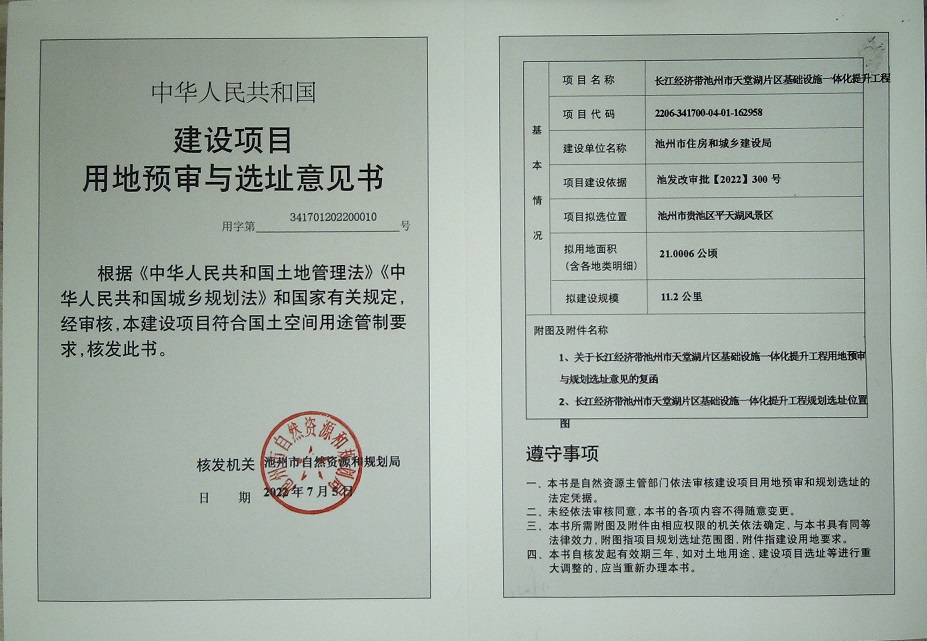 中华人民共和国
建设项目
用地预审与选址意见书
用字第 341701202200010 号
根据《中华人民共和国土地管理法》《中
华人民共和国城乡规划法》和国家有关规定，
经审核，本建设项目符合国土空间用途管制要
求，核发此书。
核发机关 池州市自然资源和规划局
日 期 2022年7月5日
池州市自然资源和规划局
基本情况
项目名称 长江经济带池州市天堂湖片区基础设施一体化提升工程
项目代码 2206-341700-04-01-162958
建设单位名称 池州市住房和城乡建设局
项目建设依据 池发改审批【2022】300号
项目拟选位置 池州市贵池区平天湖风景区
拟用地面积
（含各地类明细） 21.0006公顷
拟建设规模 11.2公里
附图及附件名称
1、关于长江经济带池州市天堂湖片区基础设施一体化提升工程用地预审
与规划选址意见的复函
2、长江经济带池州市天堂湖片区基础设施一体化提升工程规划选址位置
图
遵守事项
一、本书是自然资源主管部门依法审核建设项目用地预审和规划选址的
法定凭据。
二、未经依法审核同意，本书的各项内容不得随意变更。
三、本书所需附图及附件由相应权限的机关依法确定，与本书具有同等
法律效力，附图指项目规划选址范围图，附件指建设用地要求。
四、本书自核发起有效期三年，如对土地用途、建设项目选址等进行重
大调整的，应当重新办理本书。